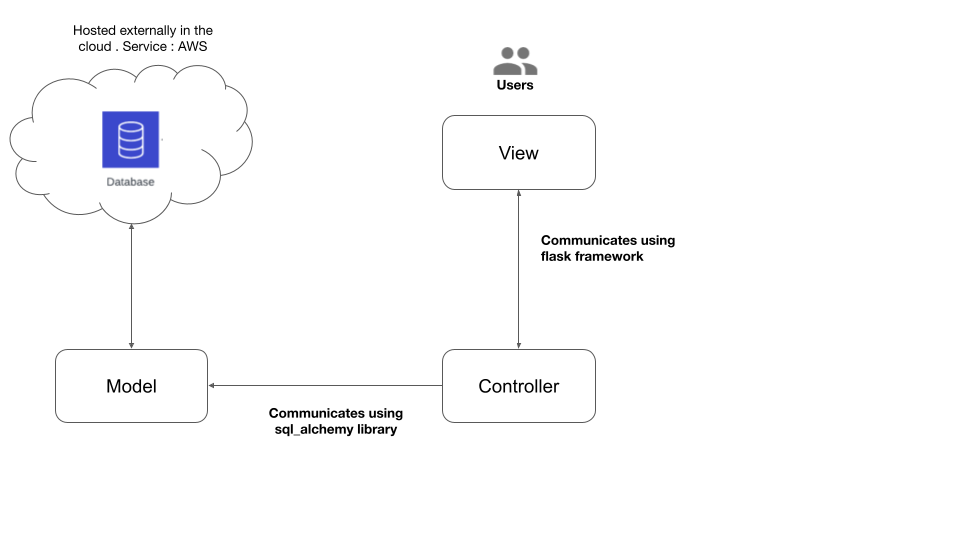 Hosted externally in the
cloud . Service : AWS
Database
Users
View
Communicates using
flask framework
Model
Controller
Communicates using
sql_alchemy library